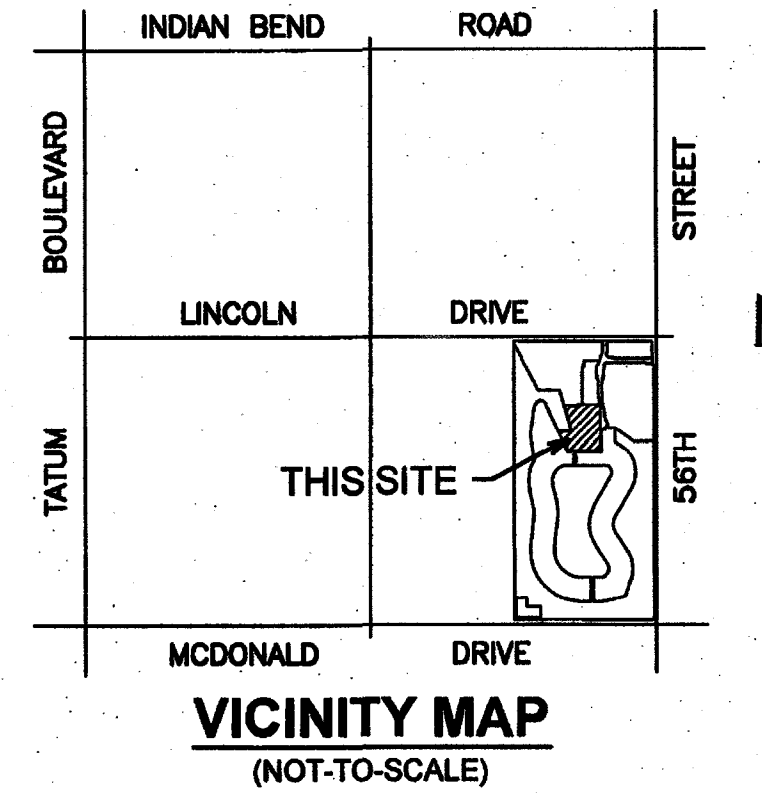 INDIAN BEND ROAD
BOULEVARD
STREET
LINCOLN DRIVE
TATUM
THIS SITE
56TH
MCDONALD DRIVE
VICINITY MAP
(NOT-TO-SCALE)